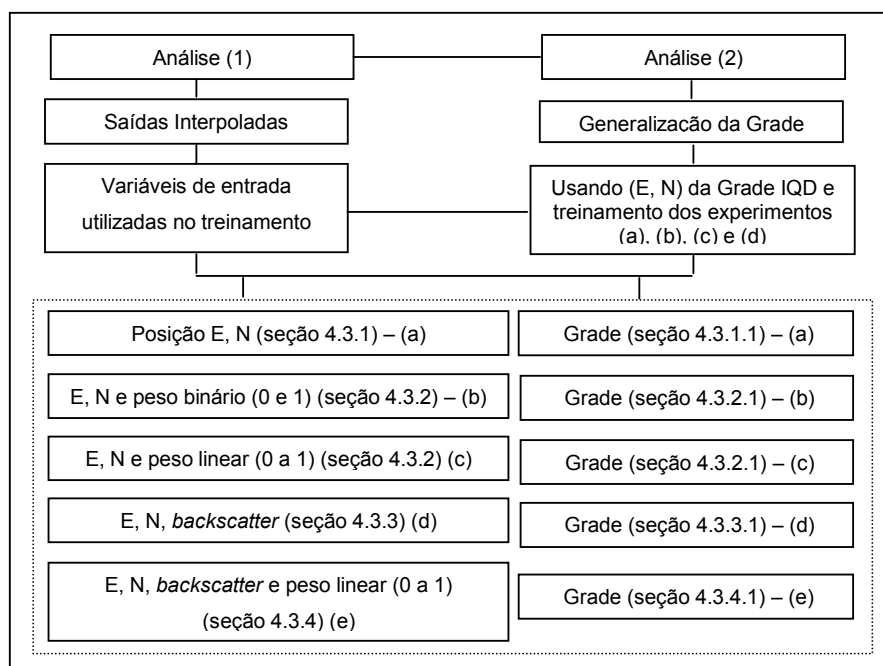 Análise (1)
Análise (2)
Saídas Interpoladas
Generalização da Grade
Variáveis de entrada
utilizadas no treinamento
Usando (E, N) da Grade IQD e
treinamento dos experimentos
(a), (b), (c) e (d)
Posição E, N (seção 4.3.1) – (a)
Grade (seção 4.3.1.1) – (a)
E, N e peso binário (0 e 1) (seção 4.3.2) – (b)
Grade (seção 4.3.2.1) – (b)
E, N e peso linear (0 a 1) (seção 4.3.2) (c)
Grade (seção 4.3.2.1) – (c)
E, N, backscatter (seção 4.3.3) (d)
Grade (seção 4.3.3.1) – (d)
E, N, backscatter e peso linear (0 a 1)
(seção 4.3.4) (e)
Grade (seção 4.3.4.1) – (e)